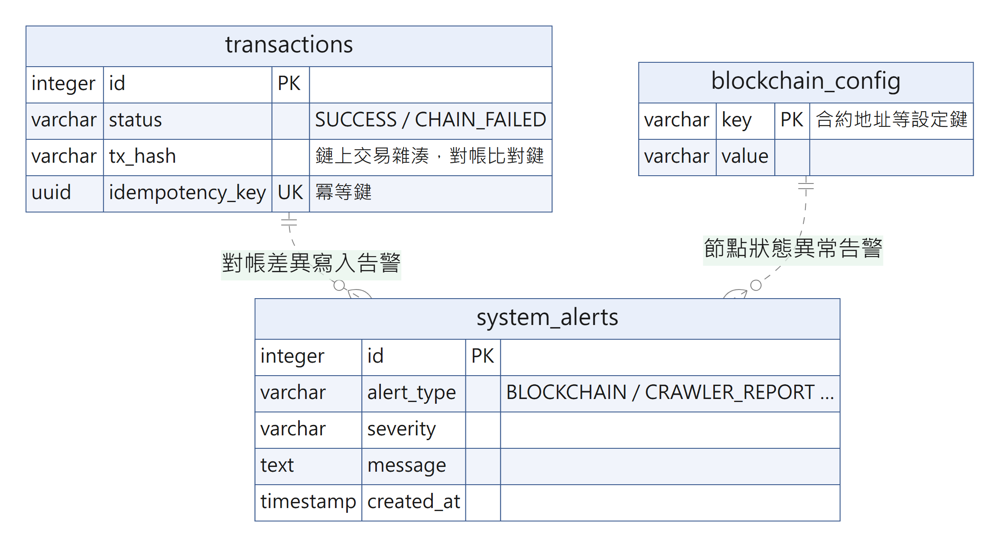 transactions
integer id PK
varchar status SUCCESS / CHAIN_FAILED
varchar tx_hash 鏈上交易雜湊，對帳比對鍵
uuid idempotency_key UK 冪等鍵
blockchain_config
varchar key PK 合約地址等設定鍵
varchar value
對帳差異寫入告警
節點狀態異常告警
system_alerts
integer id PK
varchar alert_type BLOCKCHAIN / CRAWLER_REPORT ...
varchar severity
text message
timestamp created_at